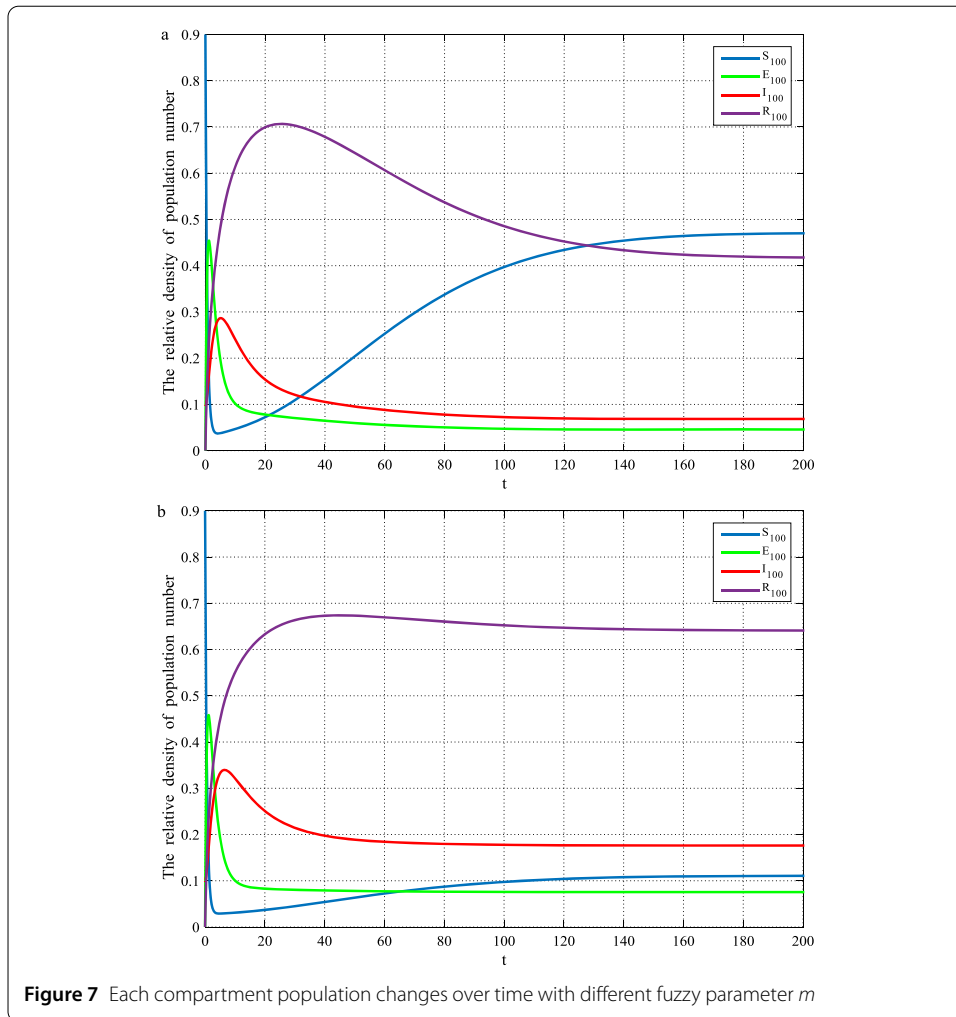 a
0.9
0.8
0.7
0.6
0.5
0.4
0.3
0.2
0.1
0
The relative density of population number
0 20 40 60 80 100 120 140 160 180 200
t
S100
E100
I100
R100
b
0.9
0.8
0.7
0.6
0.5
0.4
0.3
0.2
0.1
0
The relative density of population number
0 20 40 60 80 100 120 140 160 180 200
t
S100
E100
I100
R100
Figure 7 Each compartment population changes over time with different fuzzy parameter m